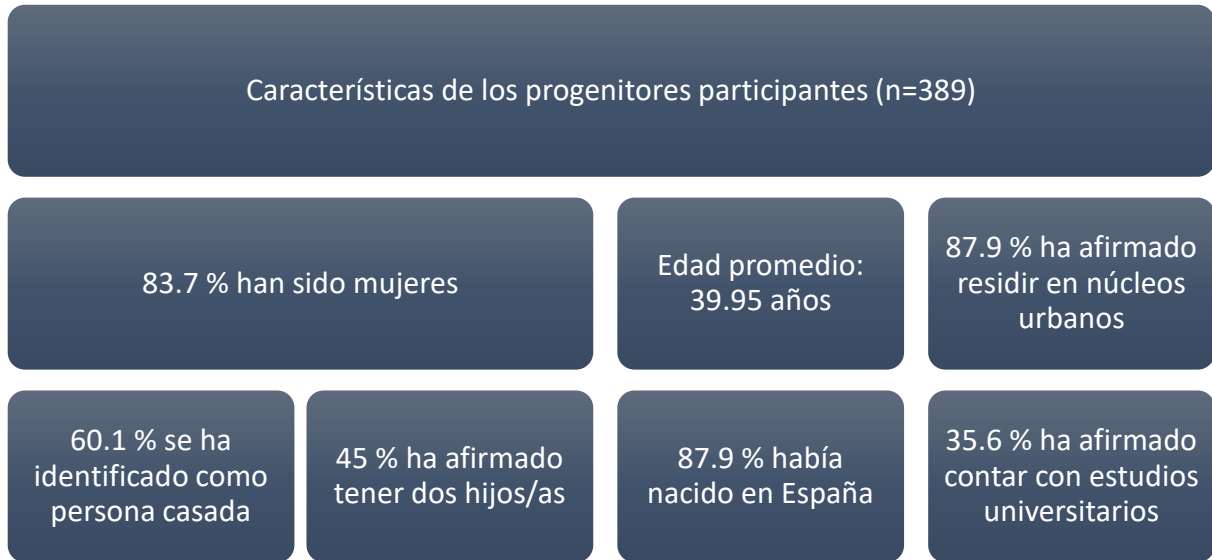 Características de los progenitores participantes (n=389)
83.7 % han sido mujeres
Edad promedio:
39.95 años
87.9 % ha afirmado
residir en núcleos
urbanos
60.1 % se ha
identificado como
persona casada
45 % ha afirmado
tener dos hijos/as
87.9 % había
nacido en España
35.6 % ha afirmado
contar con estudios
universitarios